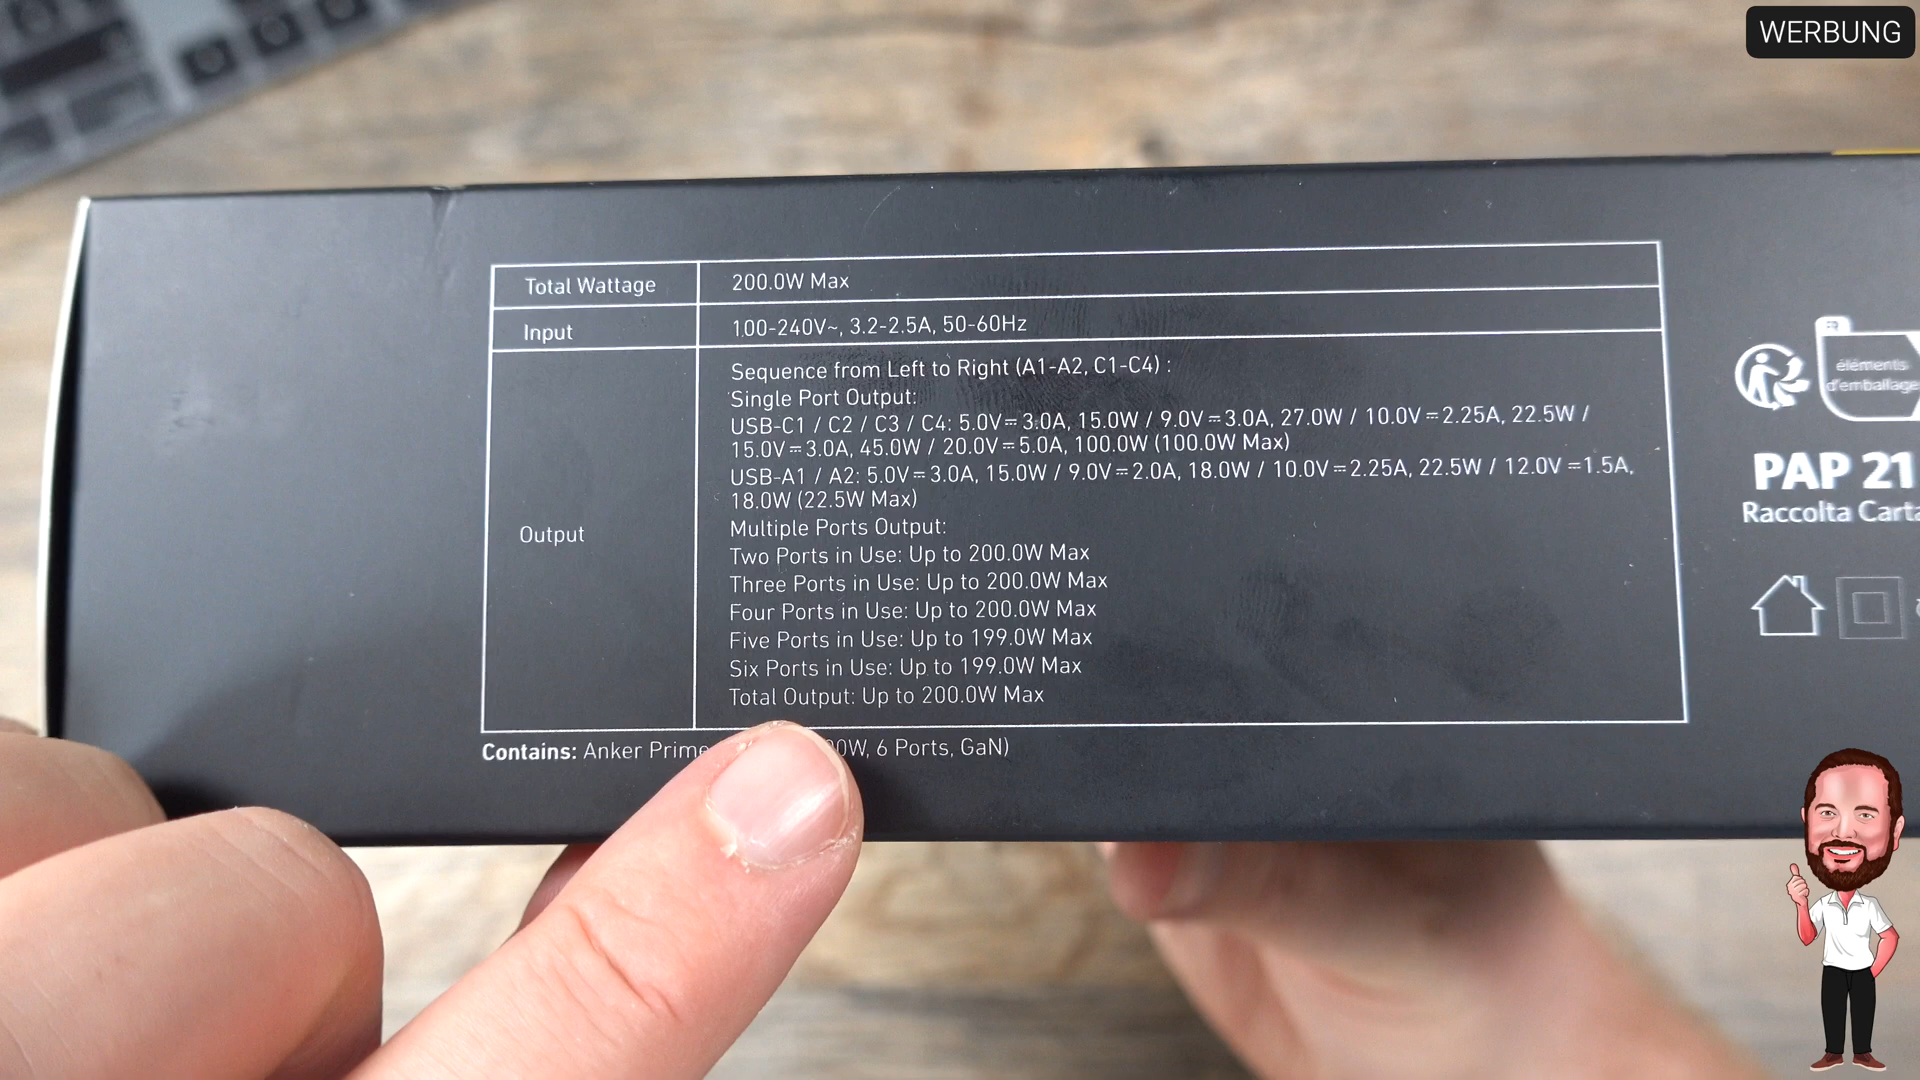 WERBUNG
Total Wattage
200.0W Max
Input
100-240V~, 3.2-2.5A, 50-60Hz
Output
Sequence from Left to Right (A1-A2, C1-C4) :
Single Port Output:
USB-C1 / C2 / C3 / C4: 5.0V⎓3.0A, 15.0W / 9.0V⎓3.0A, 27.0W / 10.0V⎓2.25A, 22.5W /
15.0V⎓3.0A, 45.0W / 20.0V⎓5.0A, 100.0W (100.0W Max)
USB-A1 / A2: 5.0V⎓3.0A, 15.0W / 9.0V⎓2.0A, 18.0W / 10.0V⎓2.25A, 22.5W / 12.0V⎓1.5A,
18.0W (22.5W Max)
Multiple Ports Output:
Two Ports in Use: Up to 200.0W Max
Three Ports in Use: Up to 200.0W Max
Four Ports in Use: Up to 200.0W Max
Five Ports in Use: Up to 199.0W Max
Six Ports in Use: Up to 199.0W Max
Total Output: Up to 200.0W Max
Contains: Anker Prime 0W, 6 Ports, GaN)
FR
éléments
d'emballage
PAP 21
Raccolta Carta